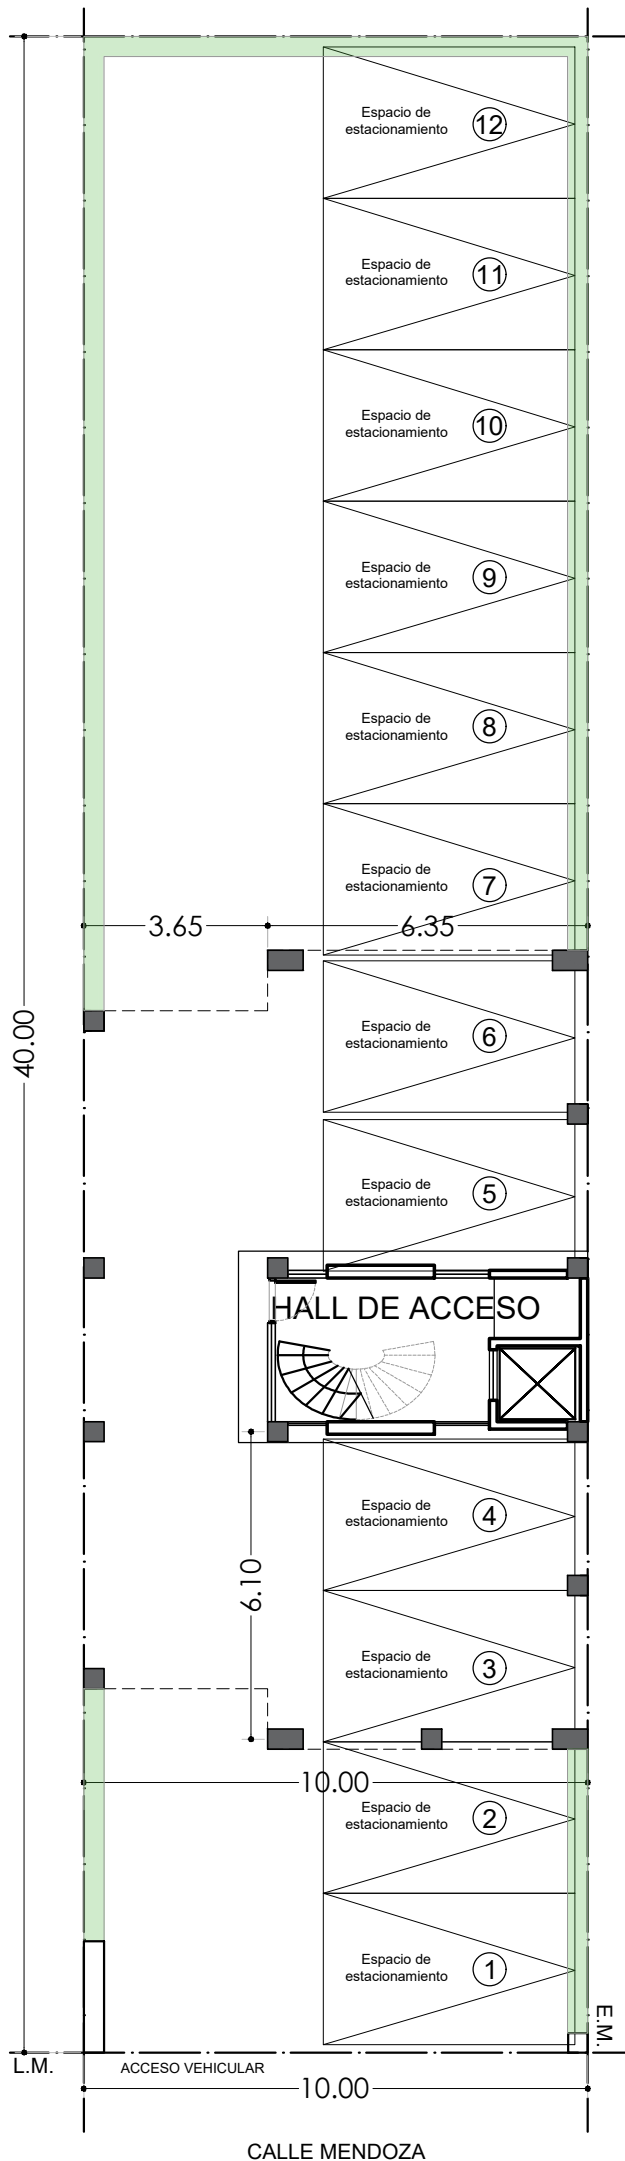 Espacio de
estacionamiento
12
Espacio de
estacionamiento
11
Espacio de
estacionamiento
10
Espacio de
estacionamiento
9
Espacio de
estacionamiento
8
Espacio de
estacionamiento
7
3.65
6.35
40.00
Espacio de
estacionamiento
6
Espacio de
estacionamiento
5
HALL DE ACCESO
Espacio de
estacionamiento
4
6.10
Espacio de
estacionamiento
3
10.00
Espacio de
estacionamiento
2
Espacio de
estacionamiento
1
E.M.
L.M.
ACCESO VEHICULAR
10.00
CALLE MENDOZA